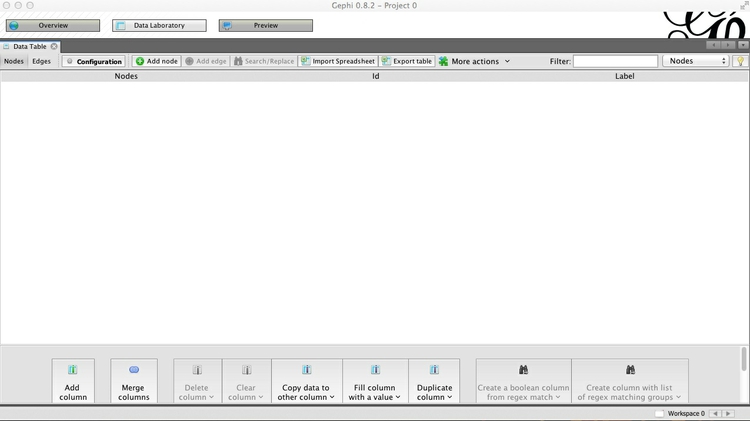 Gephi 0.8.2 - Project 0
Overview
Data Laboratory
Preview
Data Table
Nodes Edges Configuration Add node Add edge Search/Replace Import Spreadsheet Export table More actions Filter: Nodes
Nodes Id Label
Add
column
Merge
columns
Delete
column
Clear
column
Copy data to
other column
Fill column
with a value
Duplicate
column
Create a boolean column
from regex match
Create column with list
of regex matching groups
Workspace 0